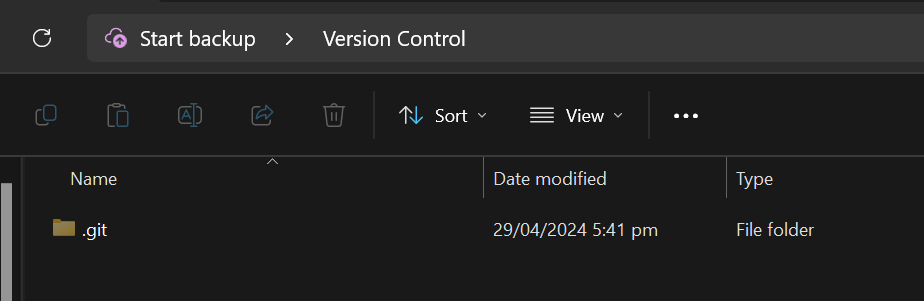 Start backup > Version Control
Sort View
Name Date modified Type
.git 29/04/2024 5:41 pm File folder